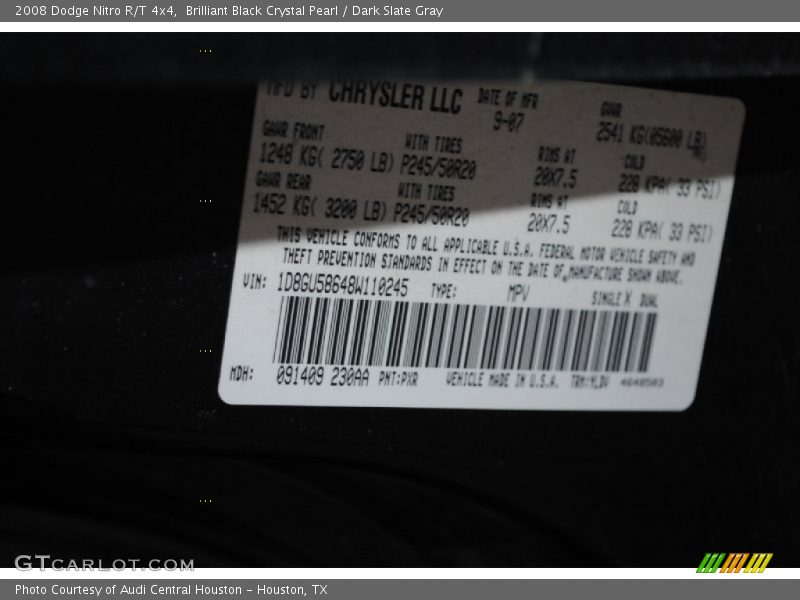 2008 Dodge Nitro R/T 4x4,  Brilliant Black Crystal Pearl / Dark Slate Gray
MFD BY CHRYSLER LLC DATE OF MFR GVWR
9-07 2541 KG(05600 LB)
GAWR FRONT WITH TIRES RIMS AT COLD
1248 KG( 2750 LB) P245/50R20 20X7.5 228 KPA( 33 PSI)
GAWR REAR WITH TIRES RIMS AT COLD
1452 KG( 3200 LB) P245/50R20 20X7.5 228 KPA( 33 PSI)
THIS VEHICLE CONFORMS TO ALL APPLICABLE U.S.A. FEDERAL MOTOR VEHICLE SAFETY AND
THEFT PREVENTION STANDARDS IN EFFECT ON THE DATE OF MANUFACTURE SHOWN ABOVE.
VIN: 1D8GU58648W110245 TYPE: MPV SINGLE X DUAL
MDH: 091409 230AA PNT:PXR VEHICLE MADE IN U.S.A.
GTCARLOT.COM
Photo Courtesy of Audi Central Houston - Houston, TX